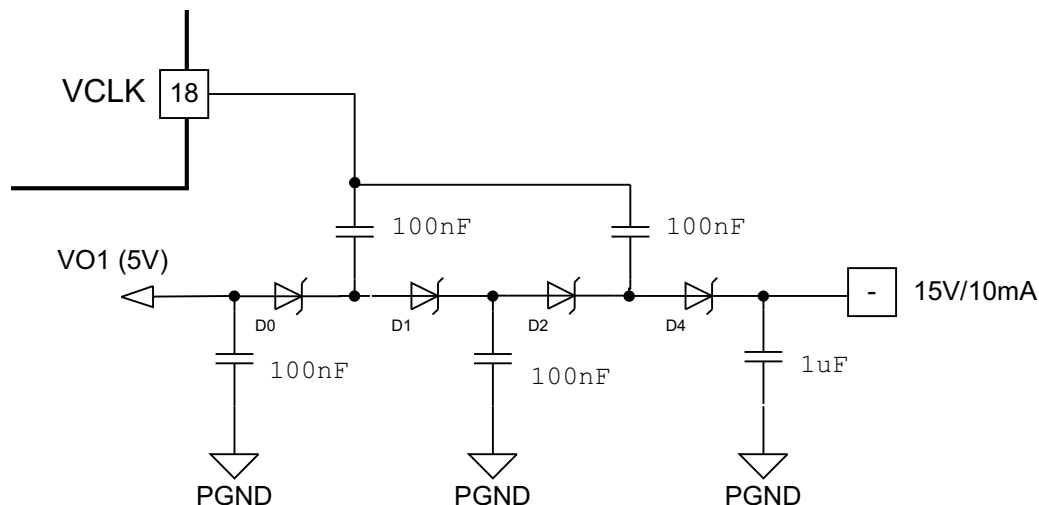 VCLK 18
100nF 100nF
VO1 (5V)
- 15V/10mA
D0 D1 D2 D4
100nF 100nF 1uF
PGND PGND PGND